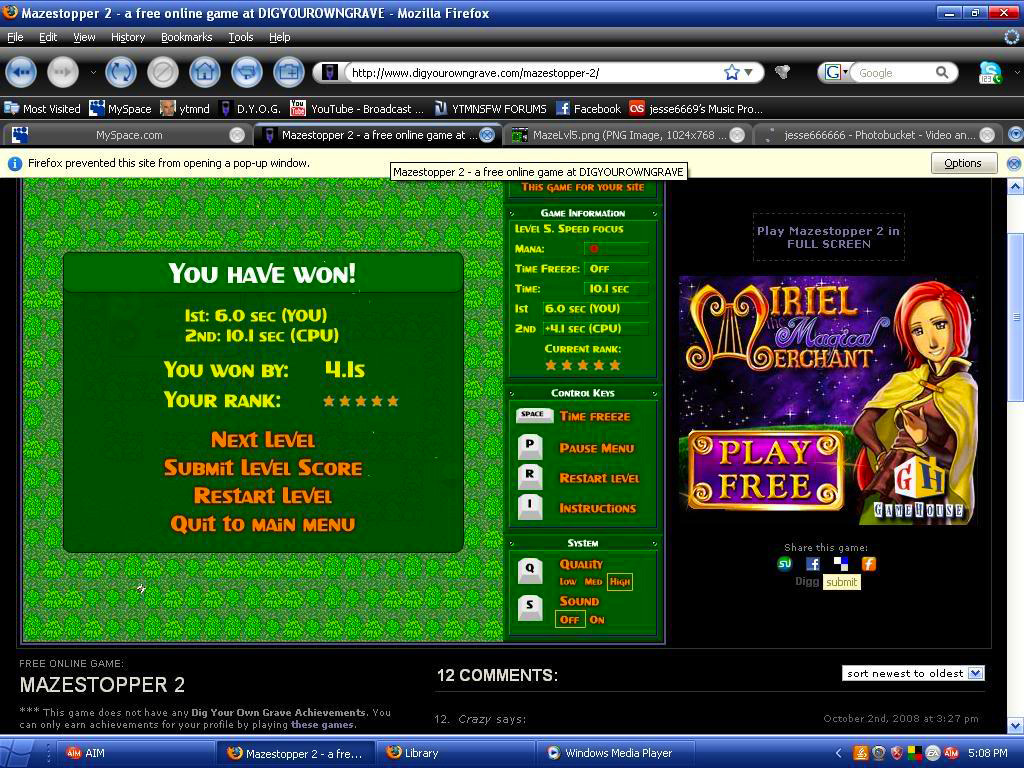 Mazestopper 2 - a free online game at DIGYOUROWNGRAVE - Mozilla Firefox
File Edit View History Bookmarks Tools Help
http://www.digyourowngrave.com/mazestopper-2/
G Google
Most Visited MySpace ytmnd D.Y.O.G. YouTube - Broadcast ... YTMNSFW FORUMS Facebook jesse6669's Music Pro...
MySpace.com Mazestopper 2 - a free online game at ... MazeLvl5.png (PNG Image, 1024x768 ... jesse666666 - Photobucket - Video an...
Firefox prevented this site from opening a pop-up window. Options
Mazestopper 2 - a free online game at DIGYOUROWNGRAVE
This game for your site
Game Information
Level 5. Speed focus
Mana: 0
Time Freeze: Off
Time: 10.1 sec
1st 6.0 sec (YOU)
2nd +4.1 sec (CPU)
Current rank:
You have won!
1st: 6.0 sec (YOU)
2nd: 10.1 sec (CPU)
You won by: 4.1s
Your rank:
Next Level
Submit Level Score
Restart Level
Quit to main menu
Control Keys
SPACE Time freeze
P Pause Menu
R Restart level
I Instructions
System
Q Quality
Low Med High
S Sound
Off On
Play Mazestopper 2 in
FULL SCREEN
MIRIEL
the Magical
MERCHANT
PLAY
FREE
GH
GAMEHOUSE
Share this game:
Digg submit
FREE ONLINE GAME:
MAZESTOPPER 2
*** This game does not have any Dig Your Own Grave Achievements. You
can only earn achievements for your profile by playing these games.
12 COMMENTS:
sort newest to oldest
12. Crazy says: October 2nd, 2008 at 3:27 pm
AIM Mazestopper 2 - a fre... Library Windows Media Player 5:08 PM